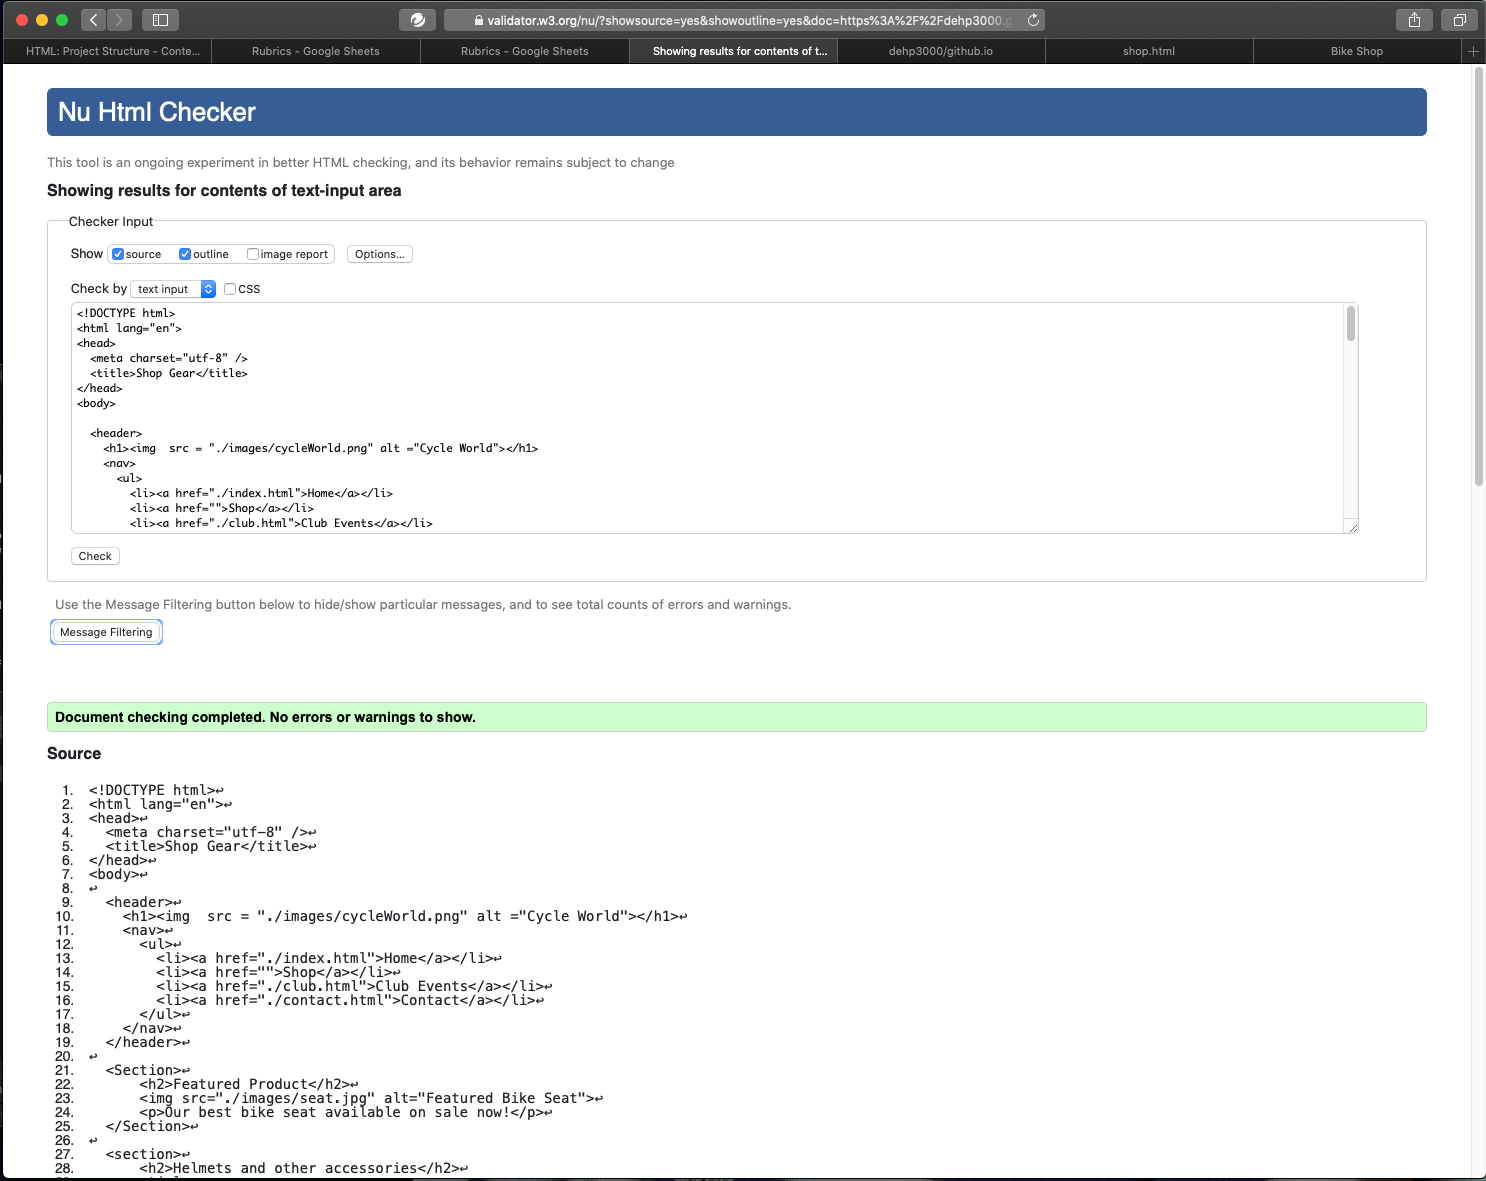 validator.w3.org/nu/?showsource=yes&showoutline=yes&doc=https%3A%2F%2Fdehp3000.g
HTML: Project Structure - Conte...
Rubrics - Google Sheets
Rubrics - Google Sheets
Showing results for contents of t...
dehp3000/github.io
shop.html
Bike Shop
Nu Html Checker
This tool is an ongoing experiment in better HTML checking, and its behavior remains subject to change
Showing results for contents of text-input area
Checker Input
Show source outline image report Options...
Check by text input CSS
<!DOCTYPE html>
<html lang="en">
<head>
<meta charset="utf-8" />
<title>Shop Gear</title>
</head>
<body>
<header>
<h1><img  src = "./images/cycleWorld.png" alt ="Cycle World"></h1>
<nav>
<ul>
<li><a href="./index.html">Home</a></li>
<li><a href="">Shop</a></li>
<li><a href="./club.html">Club Events</a></li>
Check
Use the Message Filtering button below to hide/show particular messages, and to see total counts of errors and warnings.
Message Filtering
Document checking completed. No errors or warnings to show.
Source
1. <!DOCTYPE html>↩
2. <html lang="en">↩
3. <head>↩
4. <meta charset="utf-8" />↩
5. <title>Shop Gear</title>↩
6. </head>↩
7. <body>↩
8. ↩
9. <header>↩
10. <h1><img  src = "./images/cycleWorld.png" alt ="Cycle World"></h1>↩
11. <nav>↩
12. <ul>↩
13. <li><a href="./index.html">Home</a></li>↩
14. <li><a href="">Shop</a></li>↩
15. <li><a href="./club.html">Club Events</a></li>↩
16. <li><a href="./contact.html">Contact</a></li>↩
17. </ul>↩
18. </nav>↩
19. </header>↩
20. ↩
21. <Section>↩
22. <h2>Featured Product</h2>↩
23. <img src="./images/seat.jpg" alt="Featured Bike Seat">↩
24. <p>Our best bike seat available on sale now!</p>↩
25. </Section>↩
26. ↩
27. <section>↩
28. <h2>Helmets and other accessories</h2>↩